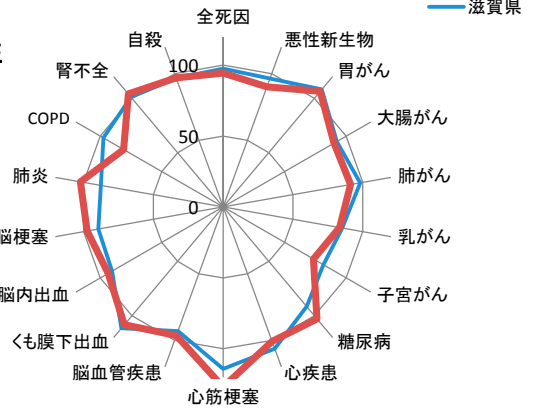 滋賀県
全死因
悪性新生物
胃がん
大腸がん
肺がん
乳がん
子宮がん
糖尿病
心疾患
心筋梗塞
脳血管疾患
くも膜下出血
脳内出血
脳梗塞
肺炎
COPD
腎不全
自殺
100
50
0